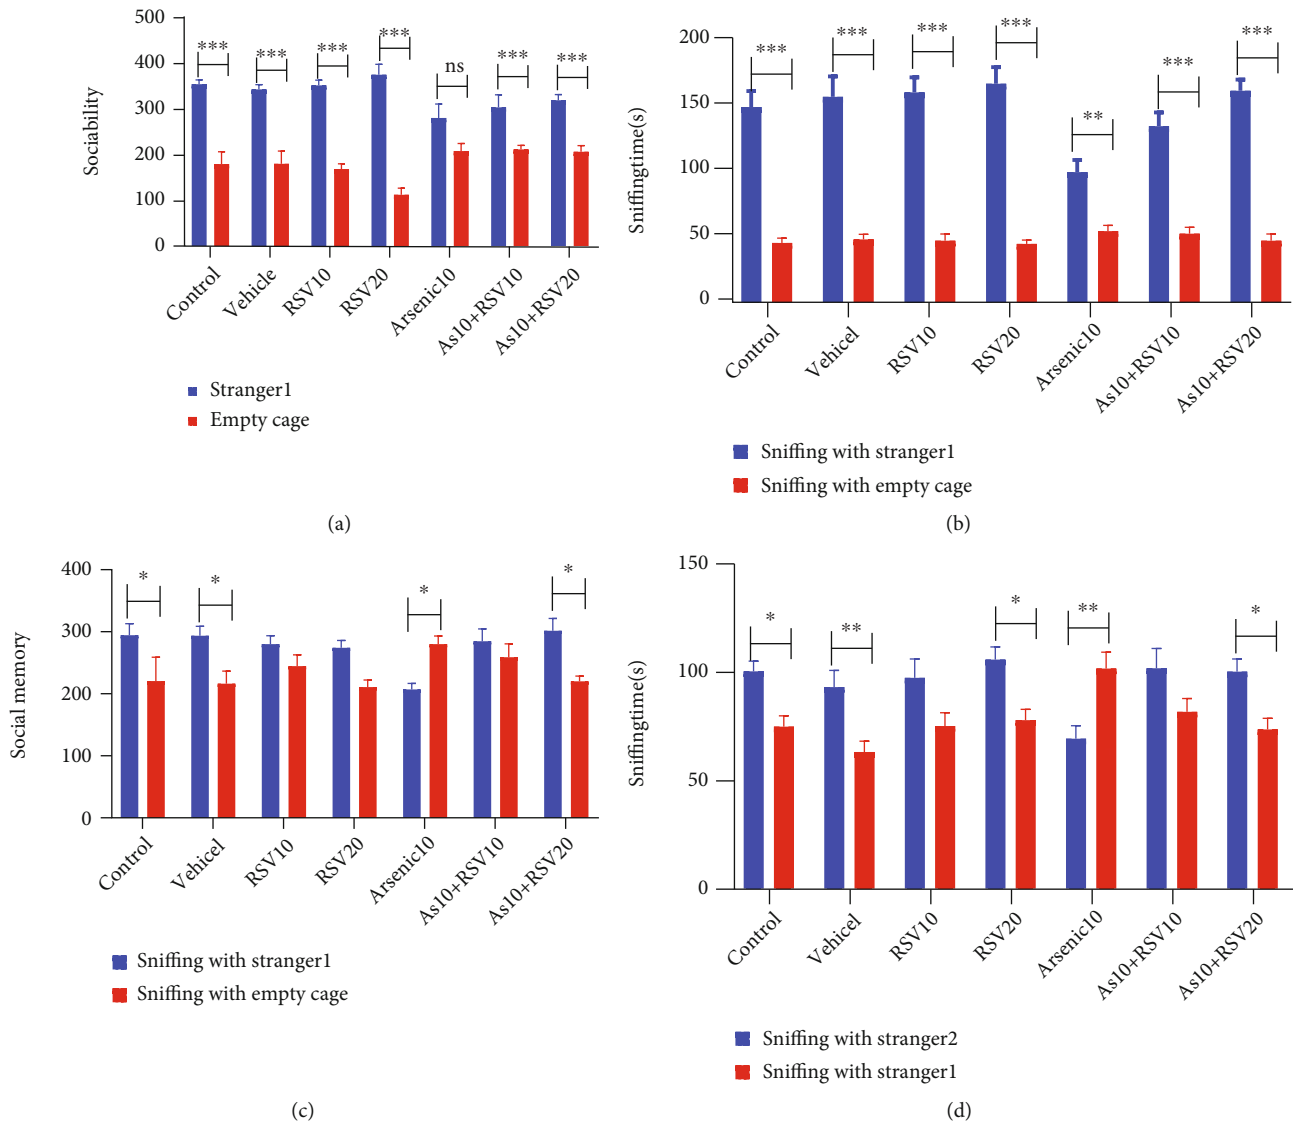 500
400
300
200
100
0
Sociability
***
***
***
***
ns
***
***
Control
Vehicle
RSV10
RSV20
Arsenic10
As10+RSV10
As10+RSV20
Stranger1
Empty cage
(a)
200
150
100
50
0
Sniffingtime(s)
***
***
***
***
**
***
***
Control
Vehicel
RSV10
RSV20
Arsenic10
As10+RSV10
As10+RSV20
Sniffing with stranger1
Sniffing with empty cage
(b)
400
300
200
100
0
Social memory
*
*
*
*
Control
Vehicel
RSV10
RSV20
Arsenic10
As10+RSV10
As10+RSV20
Sniffing with stranger1
Sniffing with empty cage
(c)
150
100
50
0
Sniffingtime(s)
*
**
*
**
*
Control
Vehicel
RSV10
RSV20
Arsenic10
As10+RSV10
As10+RSV20
Sniffing with stranger2
Sniffing with stranger1
(d)